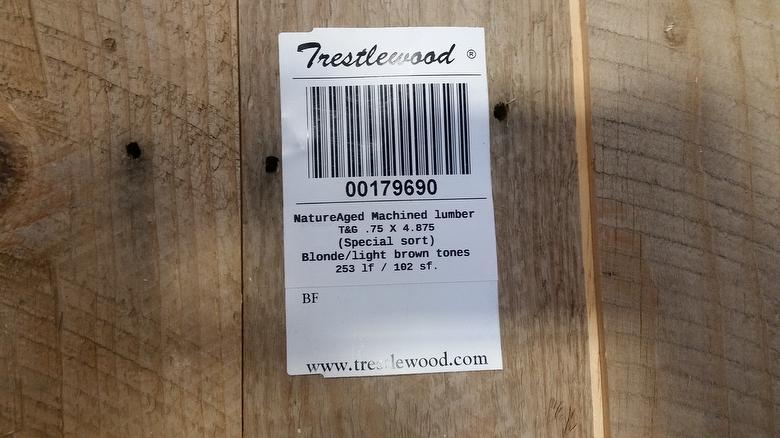 Trestlewood ®
00179690
NatureAged Machined lumber
T&G .75 X 4.875
(Special sort)
Blonde/light brown tones
253 lf / 102 sf.
BF
www.trestlewood.com